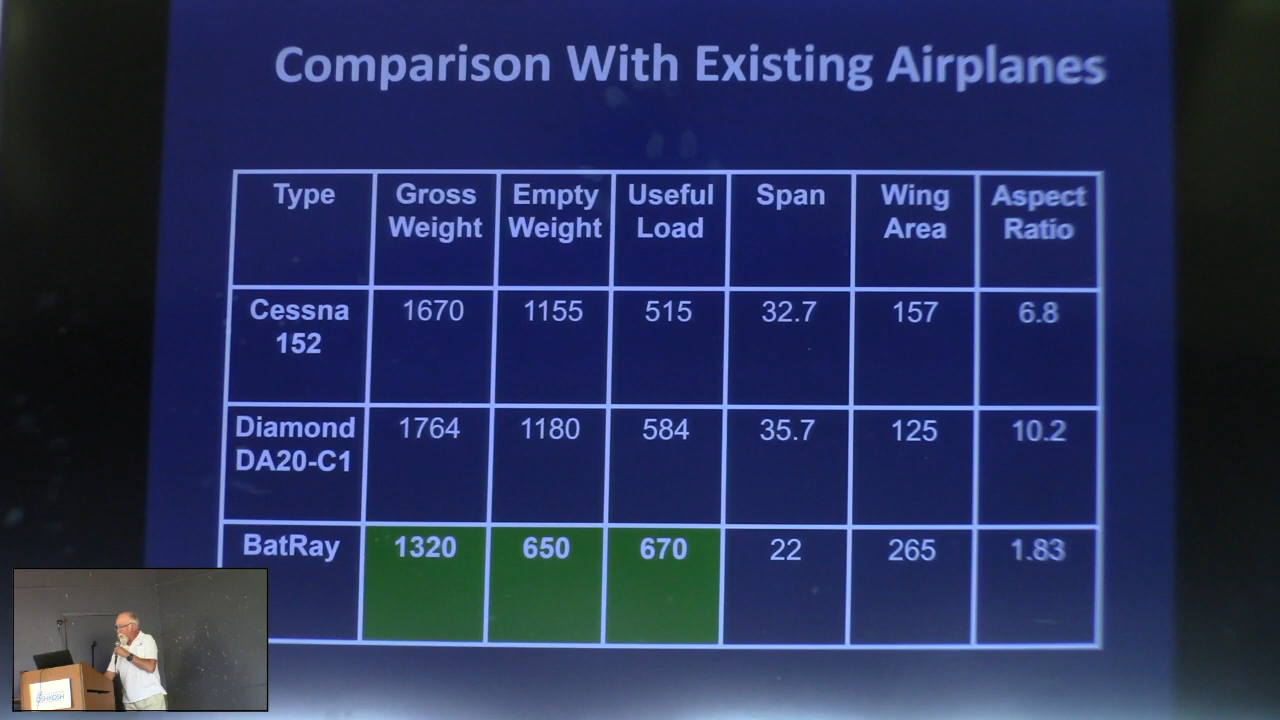 Comparison With Existing Airplanes
Type
Gross
Weight
Empty
Weight
Useful
Load
Span
Wing
Area
Aspect
Ratio
Cessna
152
1670
1155
515
32.7
157
6.8
Diamond
DA20-C1
1764
1180
584
35.7
125
10.2
BatRay
1320
650
670
22
265
1.83
OSHKOSH